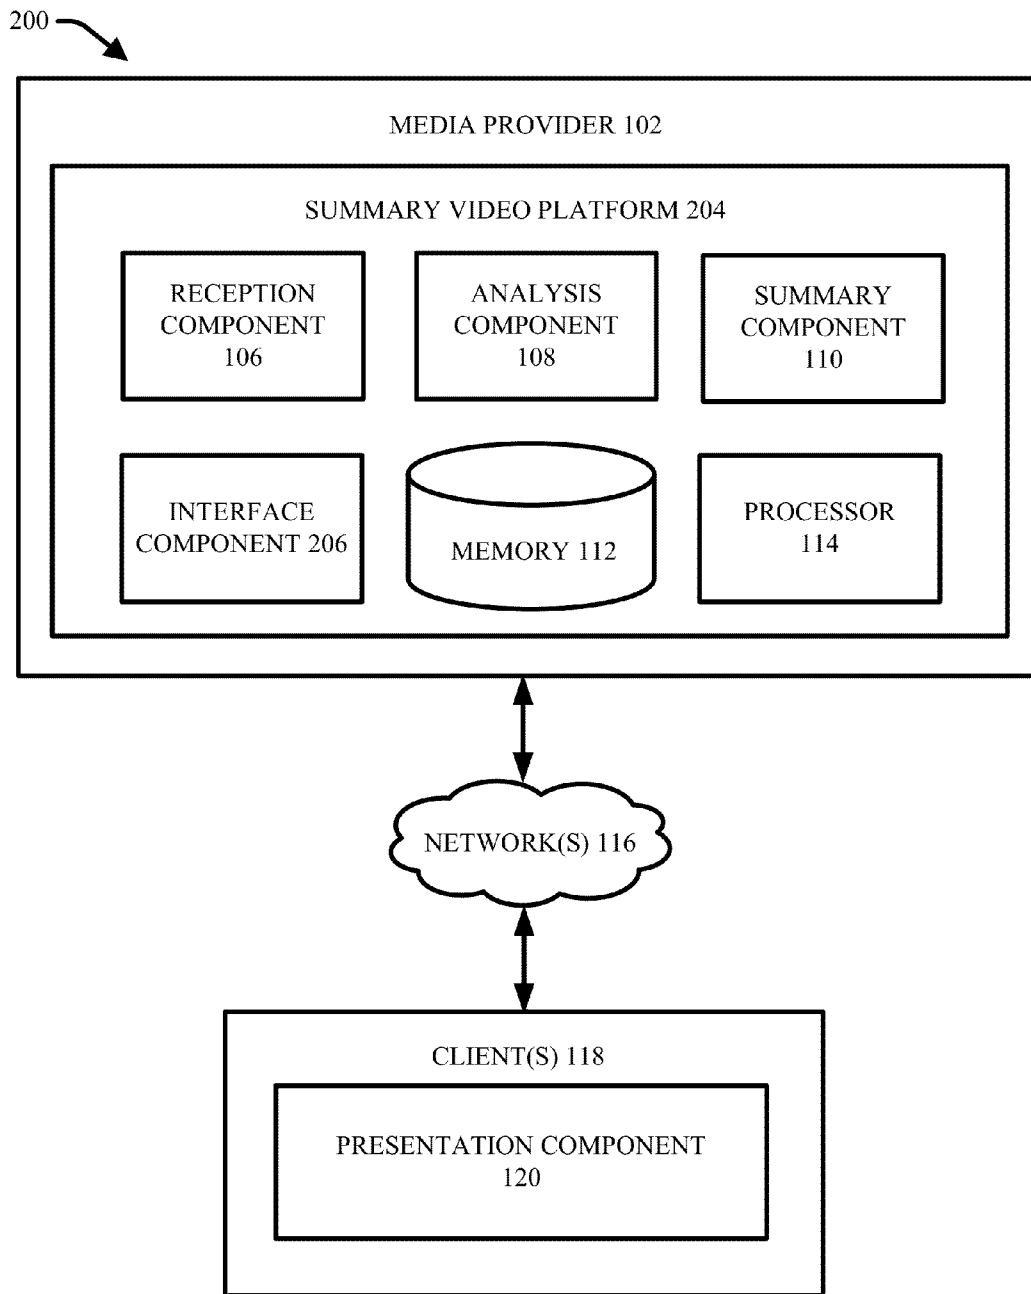 200
MEDIA PROVIDER 102
SUMMARY VIDEO PLATFORM 204
RECEPTION
COMPONENT
106
ANALYSIS
COMPONENT
108
SUMMARY
COMPONENT
110
INTERFACE
COMPONENT 206
MEMORY 112
PROCESSOR
114
NETWORK(S) 116
CLIENT(S) 118
PRESENTATION COMPONENT
120